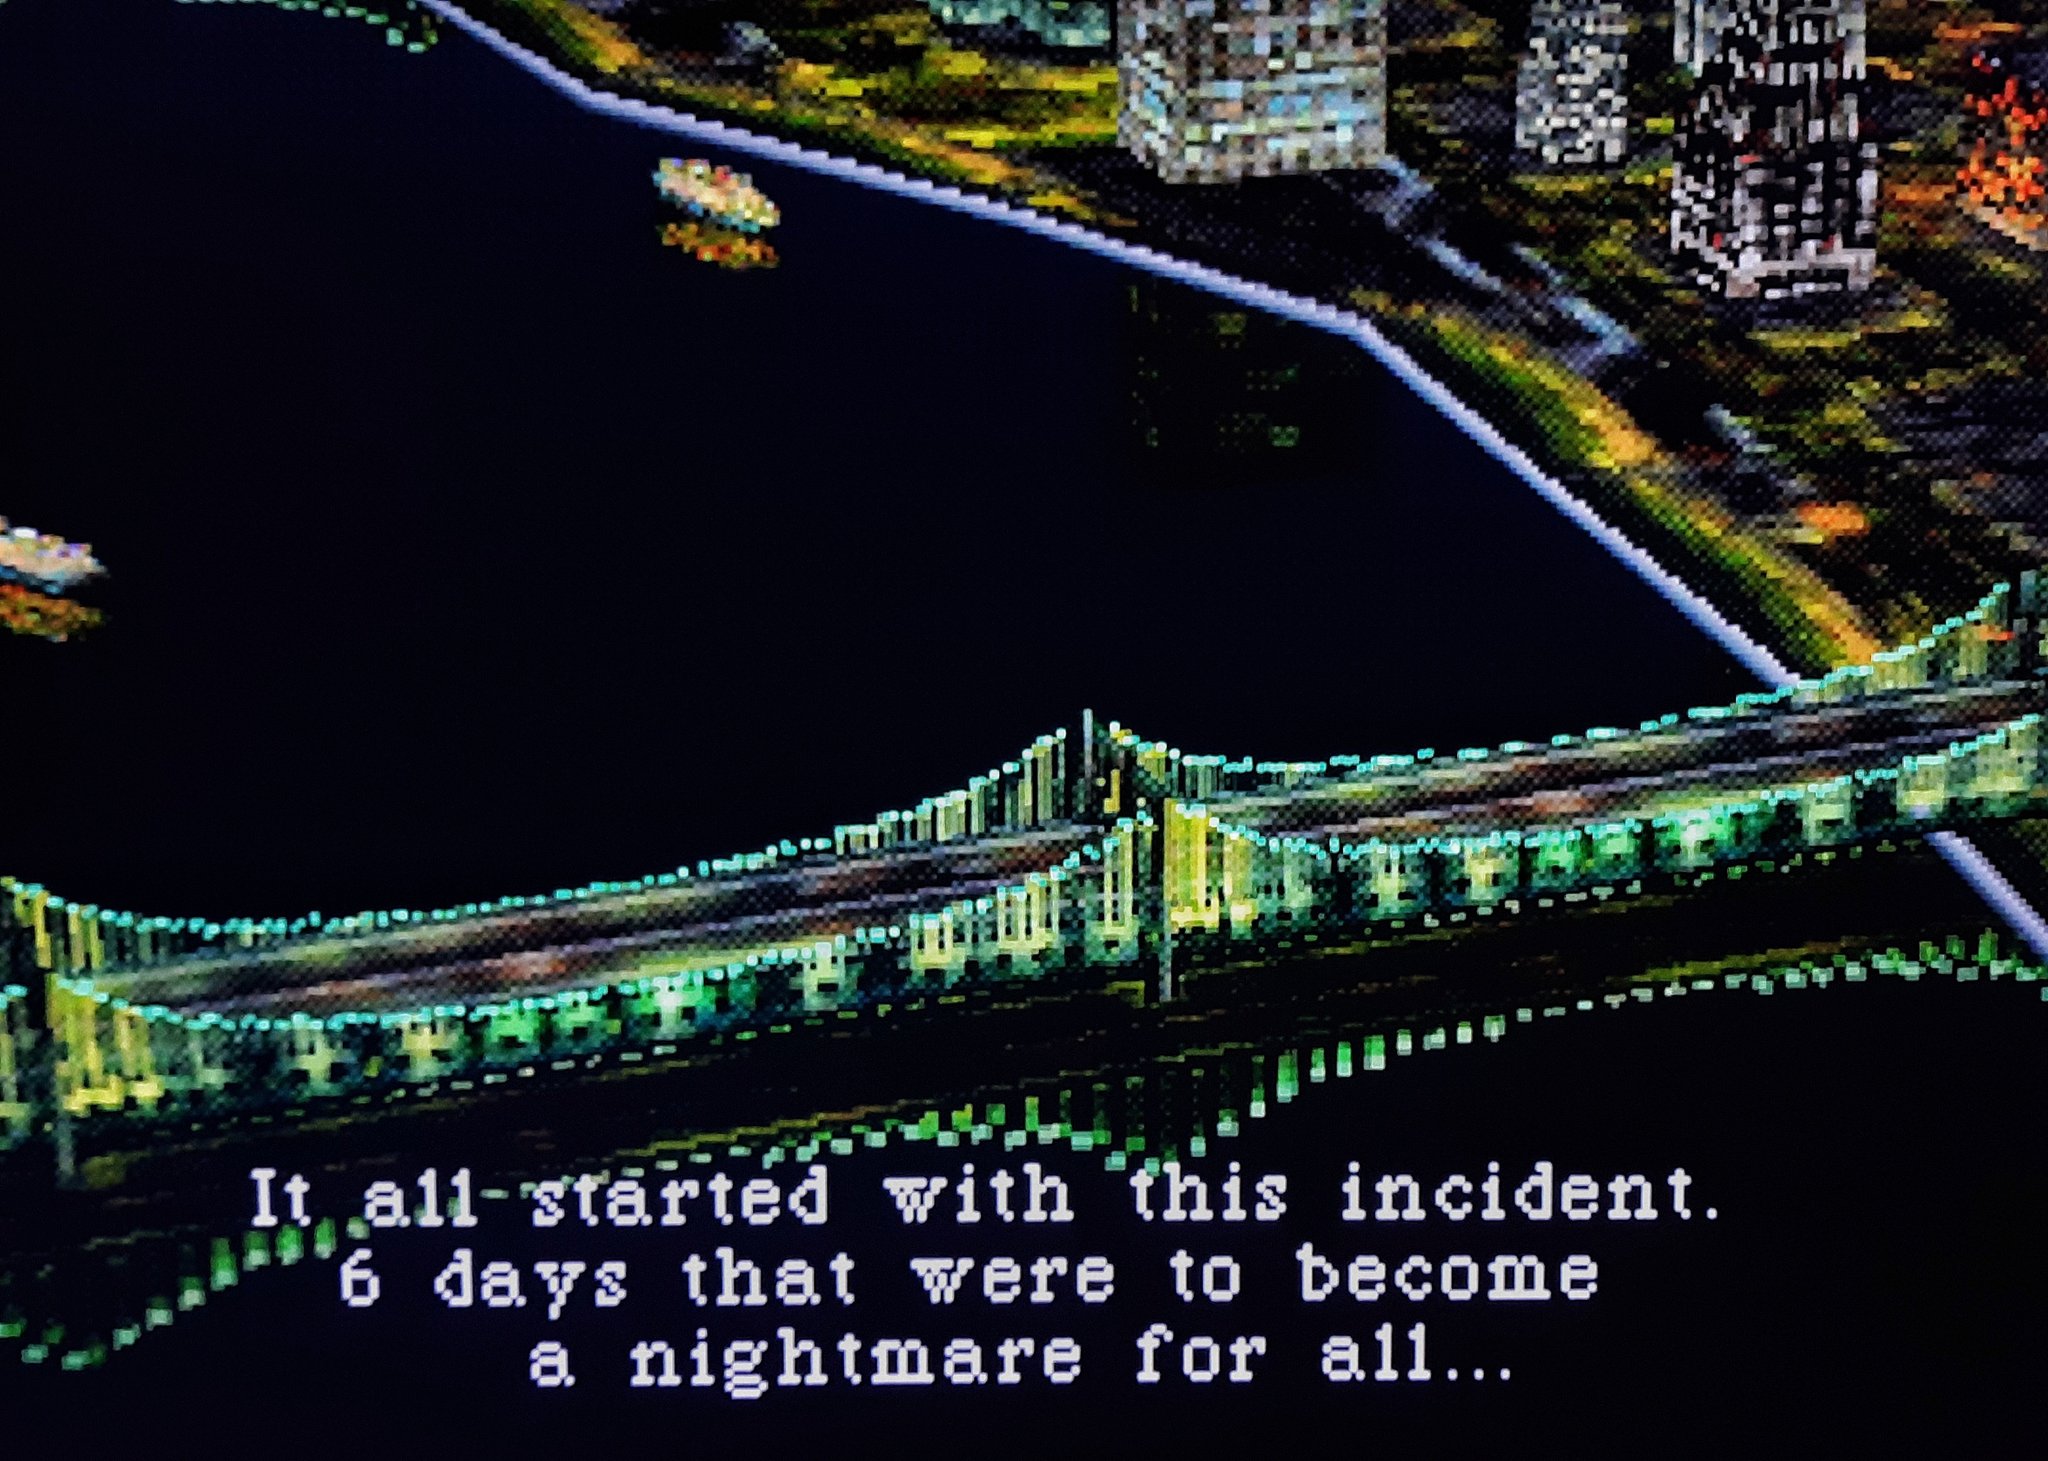 It all started with this incident.
6 days that were to become
a nightmare for all...